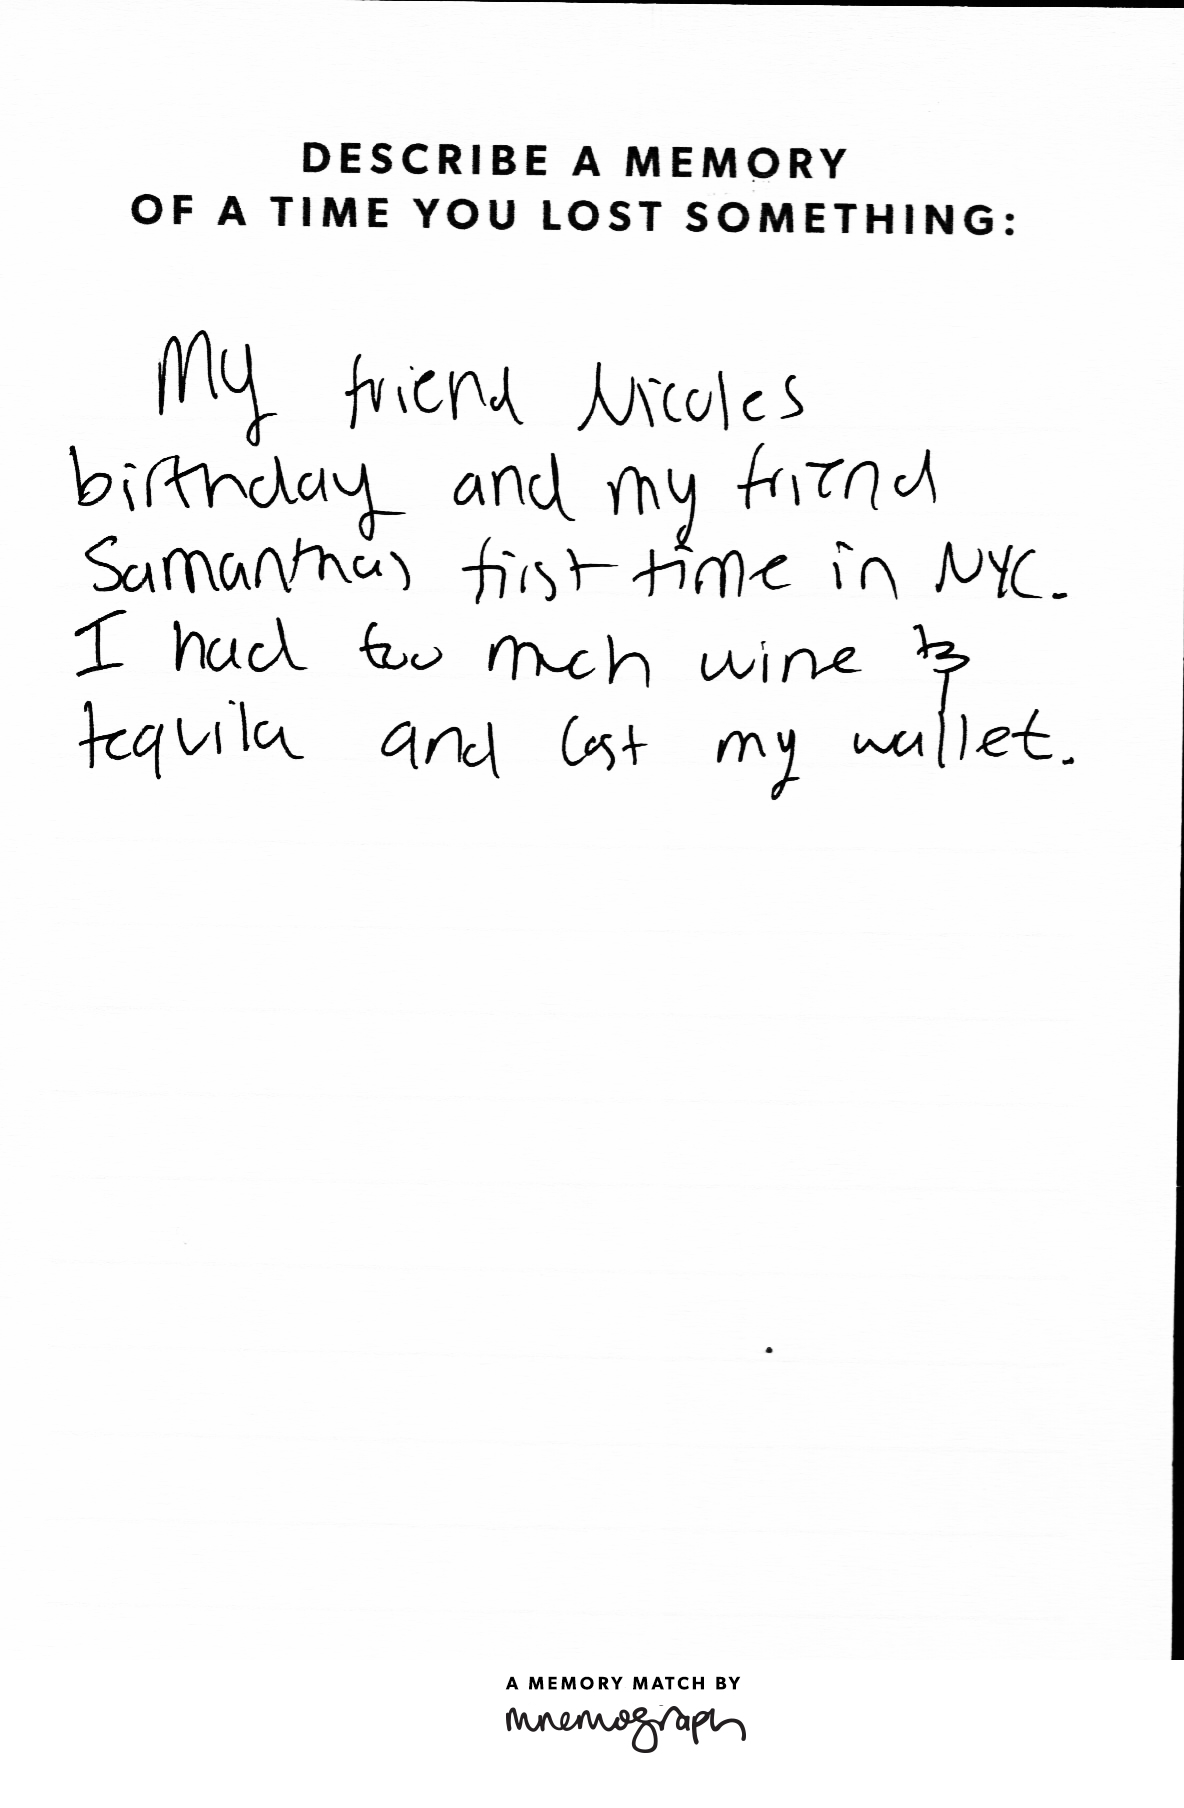 DESCRIBE A MEMORY
OF A TIME YOU LOST SOMETHING:
My friend Nicoles
birthday and my friend
Samanthas first time in NYC.
I had too much wine &
tequila and lost my wallet.
A MEMORY MATCH BY
mnemograph